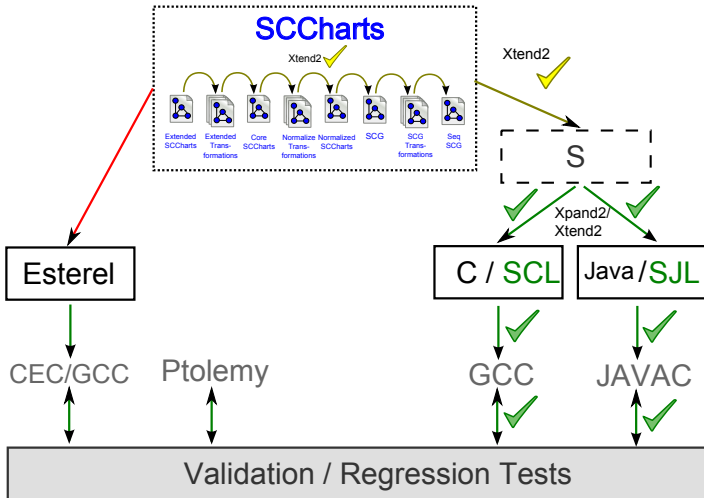 SCCharts
Xtend2
Xtend2
Extended
SCCharts
Extended
Trans-
formations
Core
SCCharts
Normalize
Trans-
formations
Normalized
SCCharts
SCG
SCG
Trans-
formations
Seq
SCG
S
Xpand2/
Xtend2
Esterel
C / SCL
Java/SJL
CEC/GCC
Ptolemy
GCC
JAVAC
Validation / Regression Tests